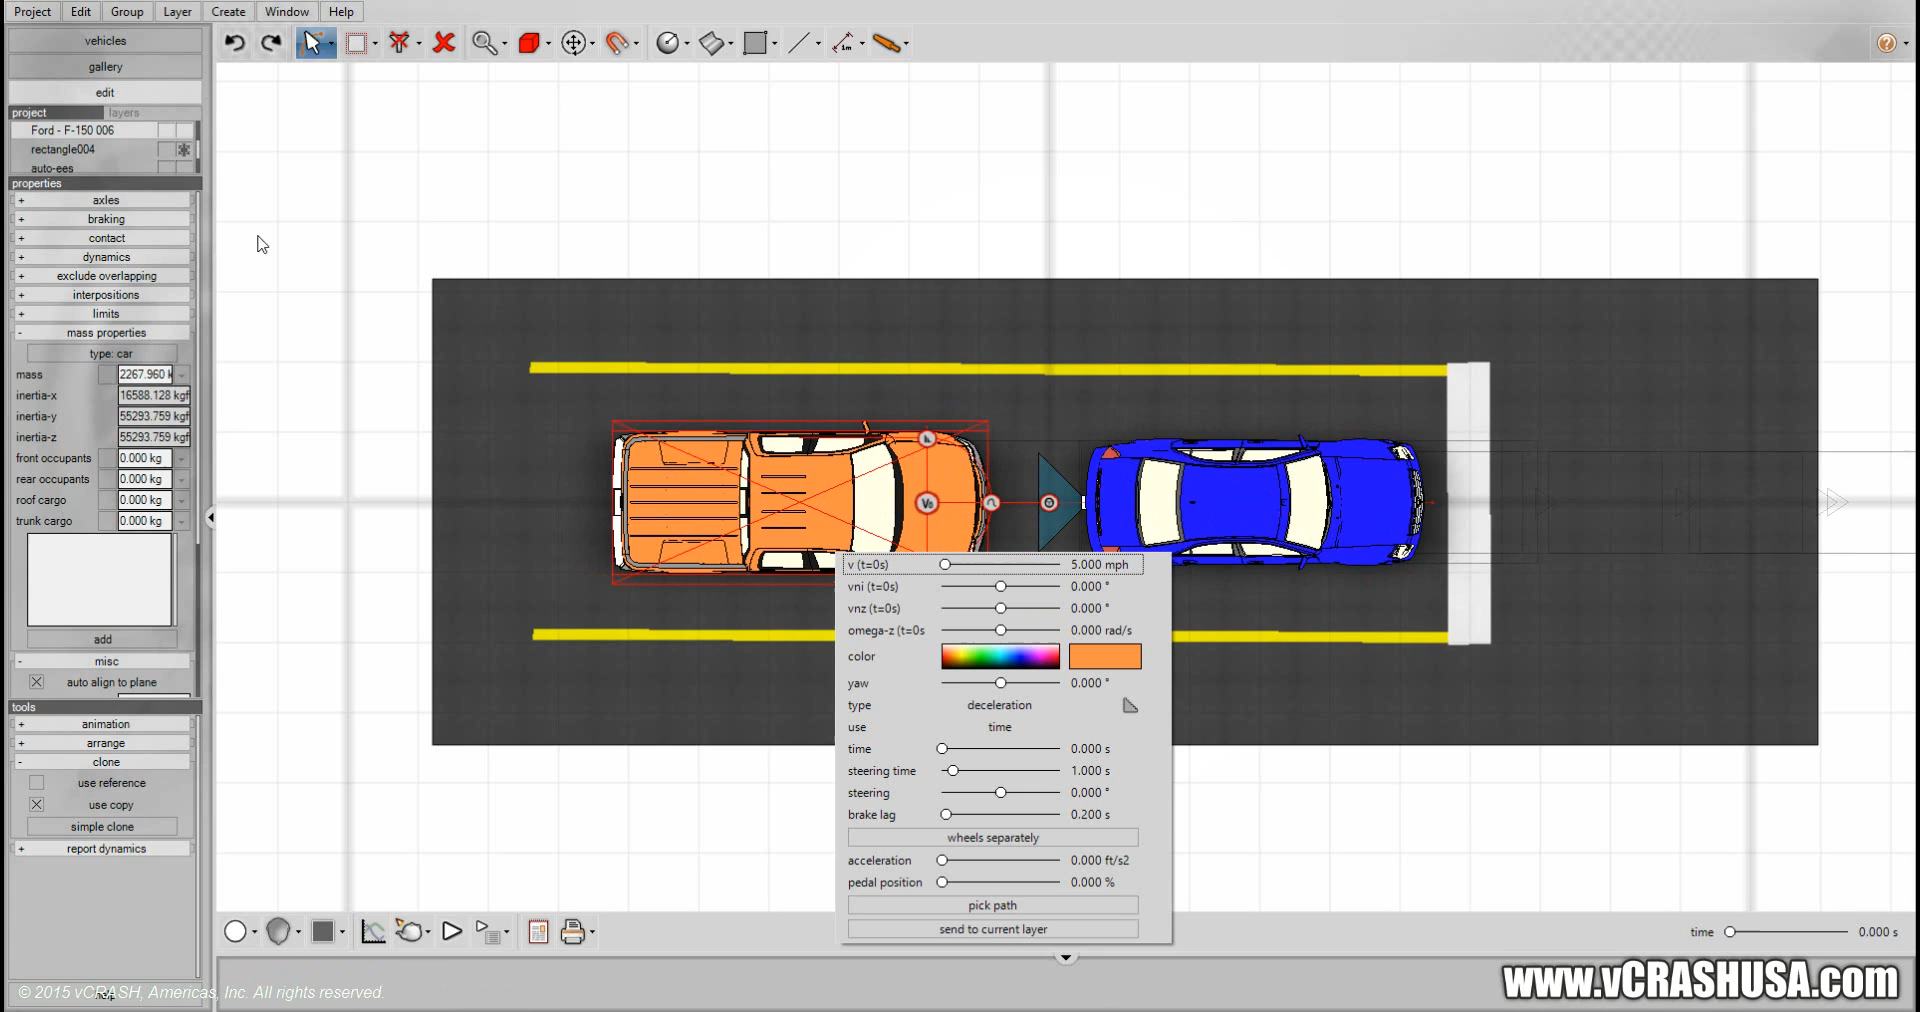 Project Edit Group Layer Create Window Help
vehicles
gallery
edit
project layers
Ford - F-150 006
rectangle004
auto-ees
properties
+ axles
+ braking
+ contact
+ dynamics
+ exclude overlapping
+ interpositions
+ limits
- mass properties
type: car
mass 2267.960 k
inertia-x 16588.128 kgf
inertia-y 55293.759 kgf
inertia-z 55293.759 kgf
front occupants 0.000 kg
rear occupants 0.000 kg
roof cargo 0.000 kg
trunk cargo 0.000 kg
add
- misc
auto align to plane
tools
+ animation
+ arrange
- clone
use reference
use copy
simple clone
+ report dynamics
help
1m
V0
v (t=0s) 5.000 mph
vni (t=0s) 0.000 °
vnz (t=0s) 0.000 °
omega-z (t=0s 0.000 rad/s
color
yaw 0.000 °
type deceleration
use time
time 0.000 s
steering time 1.000 s
steering 0.000 °
brake lag 0.200 s
wheels separately
acceleration 0.000 ft/s2
pedal position 0.000 %
pick path
send to current layer
time 0.000 s
© 2015 vCRASH, Americas, Inc. All rights reserved.
www.vCRASHUSA.com